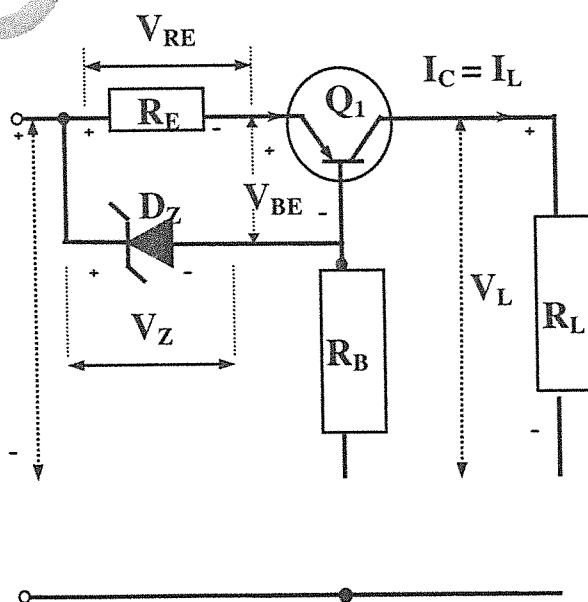 V_RE
I_C = I_L
Q_1
R_E
+ - + +
D_Z
V_BE
-
+ -
V_Z
V_L
R_L
R_B
- -